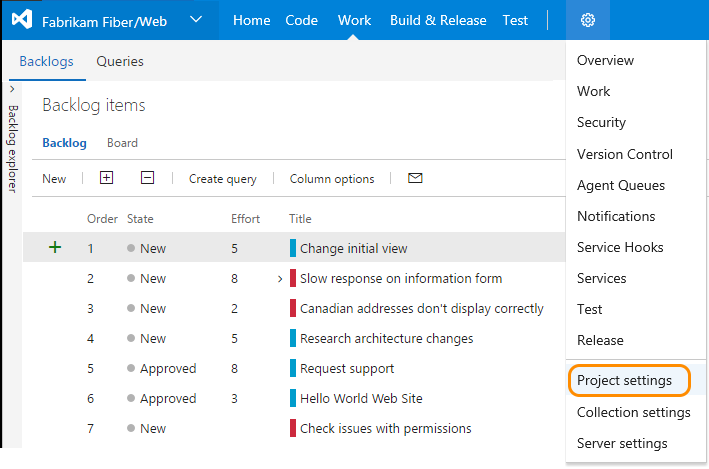 Fabrikam Fiber/Web Home Code Work Build & Release Test
Backlogs Queries
Backlog explorer
Backlog items
Backlog Board
New Create query Column options
Order State Effort Title
1 New 5 Change initial view
2 New 8 Slow response on information form
3 New 2 Canadian addresses don't display correctly
4 New 5 Research architecture changes
5 Approved 8 Request support
6 Approved 3 Hello World Web Site
7 New Check issues with permissions
Overview
Work
Security
Version Control
Agent Queues
Notifications
Service Hooks
Services
Test
Release
Project settings
Collection settings
Server settings